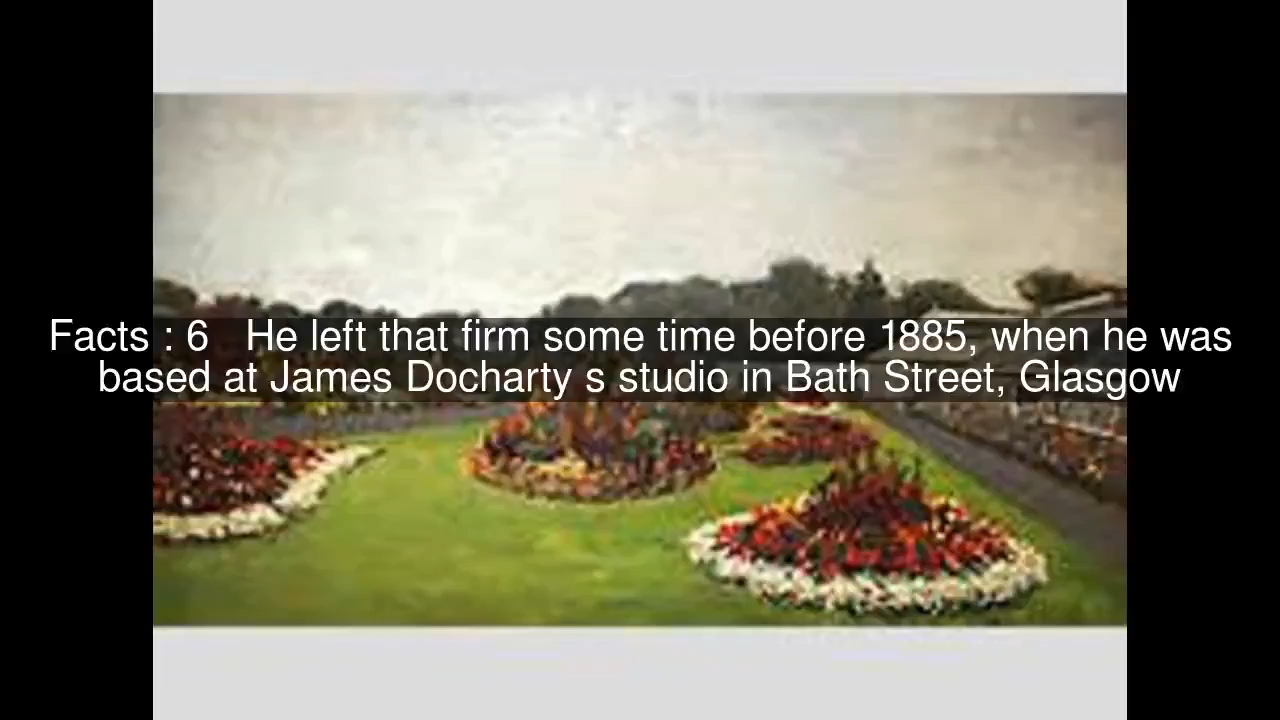 Facts : 6   He left that firm some time before 1885, when he was
based at James Docharty s studio in Bath Street, Glasgow